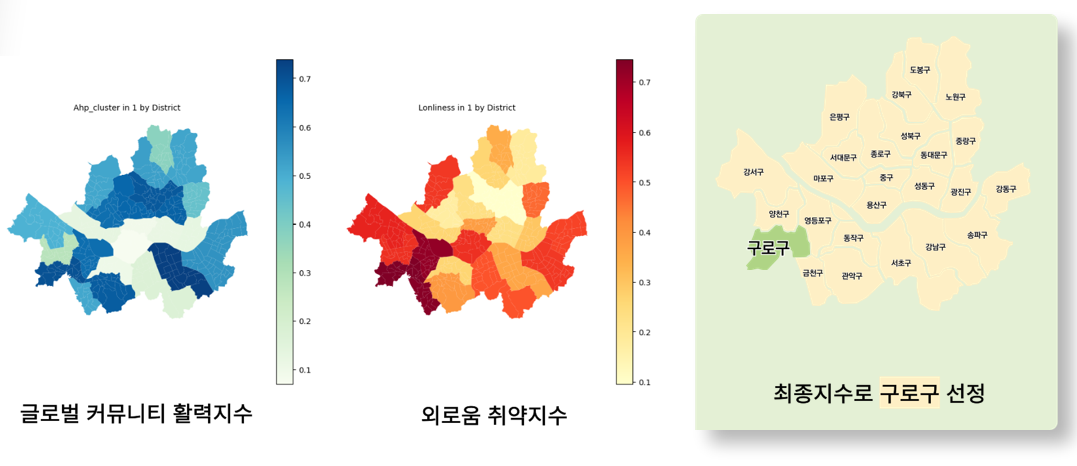 Ahp_cluster in 1 by District
0.7
0.6
0.5
0.4
0.3
0.2
0.1
글로벌 커뮤니티 활력지수
Lonliness in 1 by District
0.7
0.6
0.5
0.4
0.3
0.2
0.1
외로움 취약지수
도봉구
강북구
노원구
은평구
성북구
중랑구
서대문구
종로구
동대문구
강서구
마포구
중구
성동구
광진구
강동구
용산구
양천구
영등포구
송파구
동작구
강남구
구로구
서초구
금천구
관악구
최종지수로 구로구 선정